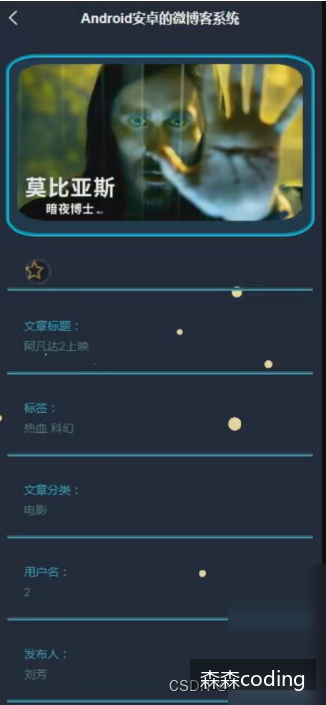 Android安卓的微博客系统
莫比亚斯
暗夜博士
文章标题：
阿凡达2上映
标签：
热血 科幻
文章分类：
电影
用户名：
2
发布人：
刘芳
森森coding